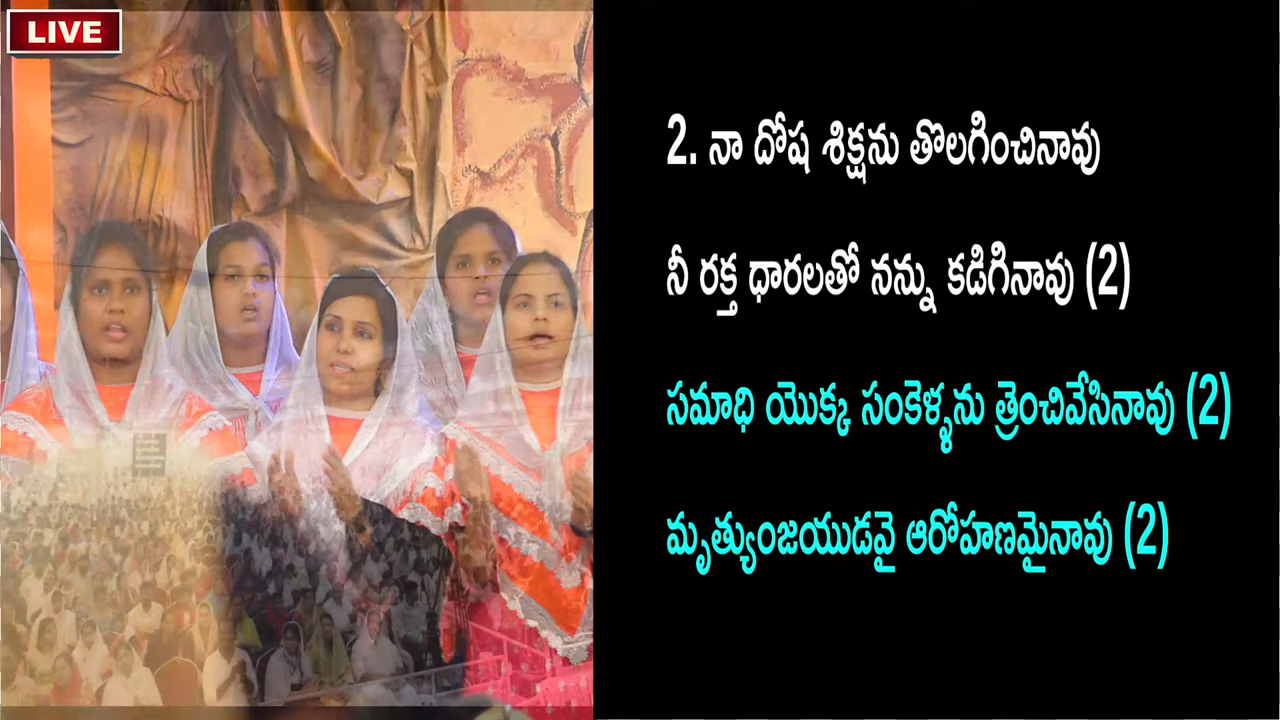 LIVE
2. నా దోష శిక్షను తొలగించినావు
నీ రక్త ధారలతో నన్ను కడిగినావు (2)
సమాధి యొక్క సంకెళ్ళను త్రెంచివేసినావు (2)
మృత్యుంజయుడవై ఆరోహణమైనావు (2)